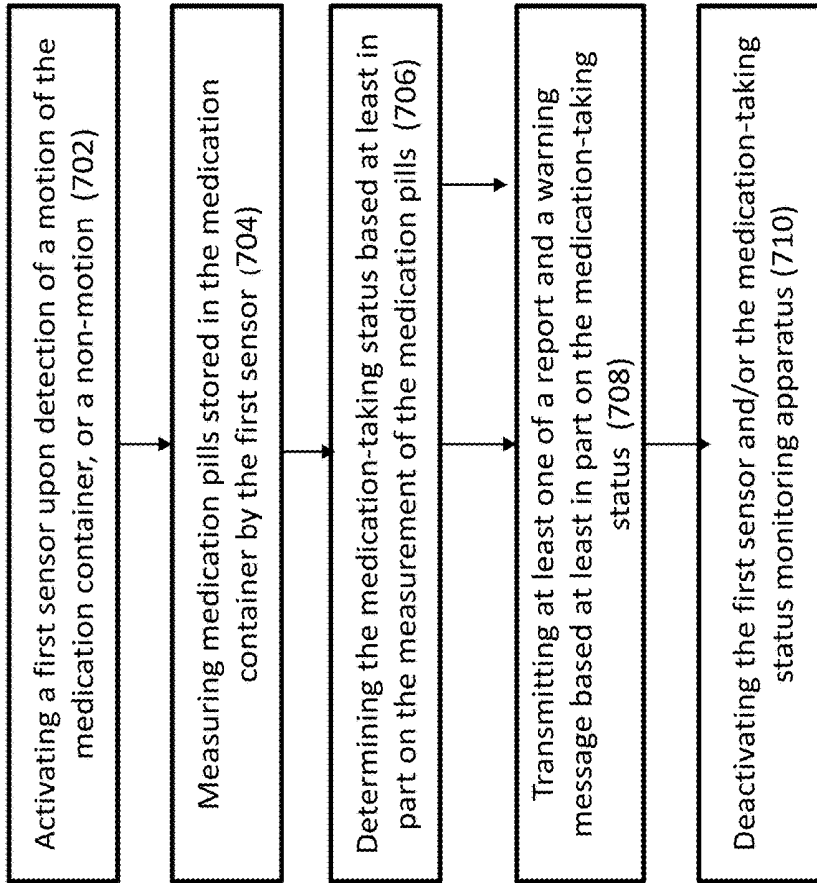 Activating a first sensor upon detection of a motion of the
medication container, or a non-motion (702)
Measuring medication pills stored in the medication
container by the first sensor (704)
Determining the medication-taking status based at least in
part on the measurement of the medication pills (706)
Transmitting at least one of a report and a warning
message based at least in part on the medication-taking
status (708)
Deactivating the first sensor and/or the medication-taking
status monitoring apparatus (710)